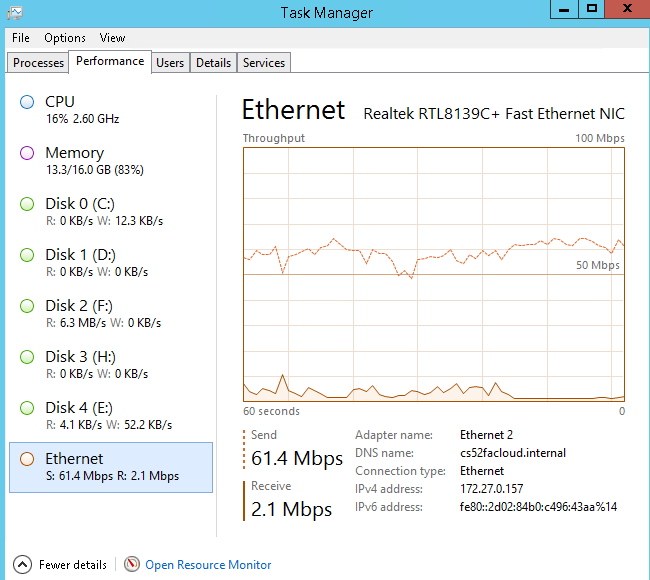 Task Manager
File Options View
Processes Performance Users Details Services
CPU
16% 2.60 GHz
Memory
13.3/16.0 GB (83%)
Disk 0 (C:)
R: 0 KB/s W: 12.3 KB/s
Disk 1 (D:)
R: 0 KB/s W: 0 KB/s
Disk 2 (F:)
R: 6.3 MB/s W: 0 KB/s
Disk 3 (H:)
R: 0 KB/s W: 0 KB/s
Disk 4 (E:)
R: 4.1 KB/s W: 52.2 KB/s
Ethernet
S: 61.4 Mbps R: 2.1 Mbps
Ethernet Realtek RTL8139C+ Fast Ethernet NIC
Throughput 100 Mbps
50 Mbps
60 seconds 0
Send
61.4 Mbps
Receive
2.1 Mbps
Adapter name: Ethernet 2
DNS name: cs52facloud.internal
Connection type: Ethernet
IPv4 address: 172.27.0.157
IPv6 address: fe80::2d02:84b0:c496:43aa%14
Fewer details Open Resource Monitor